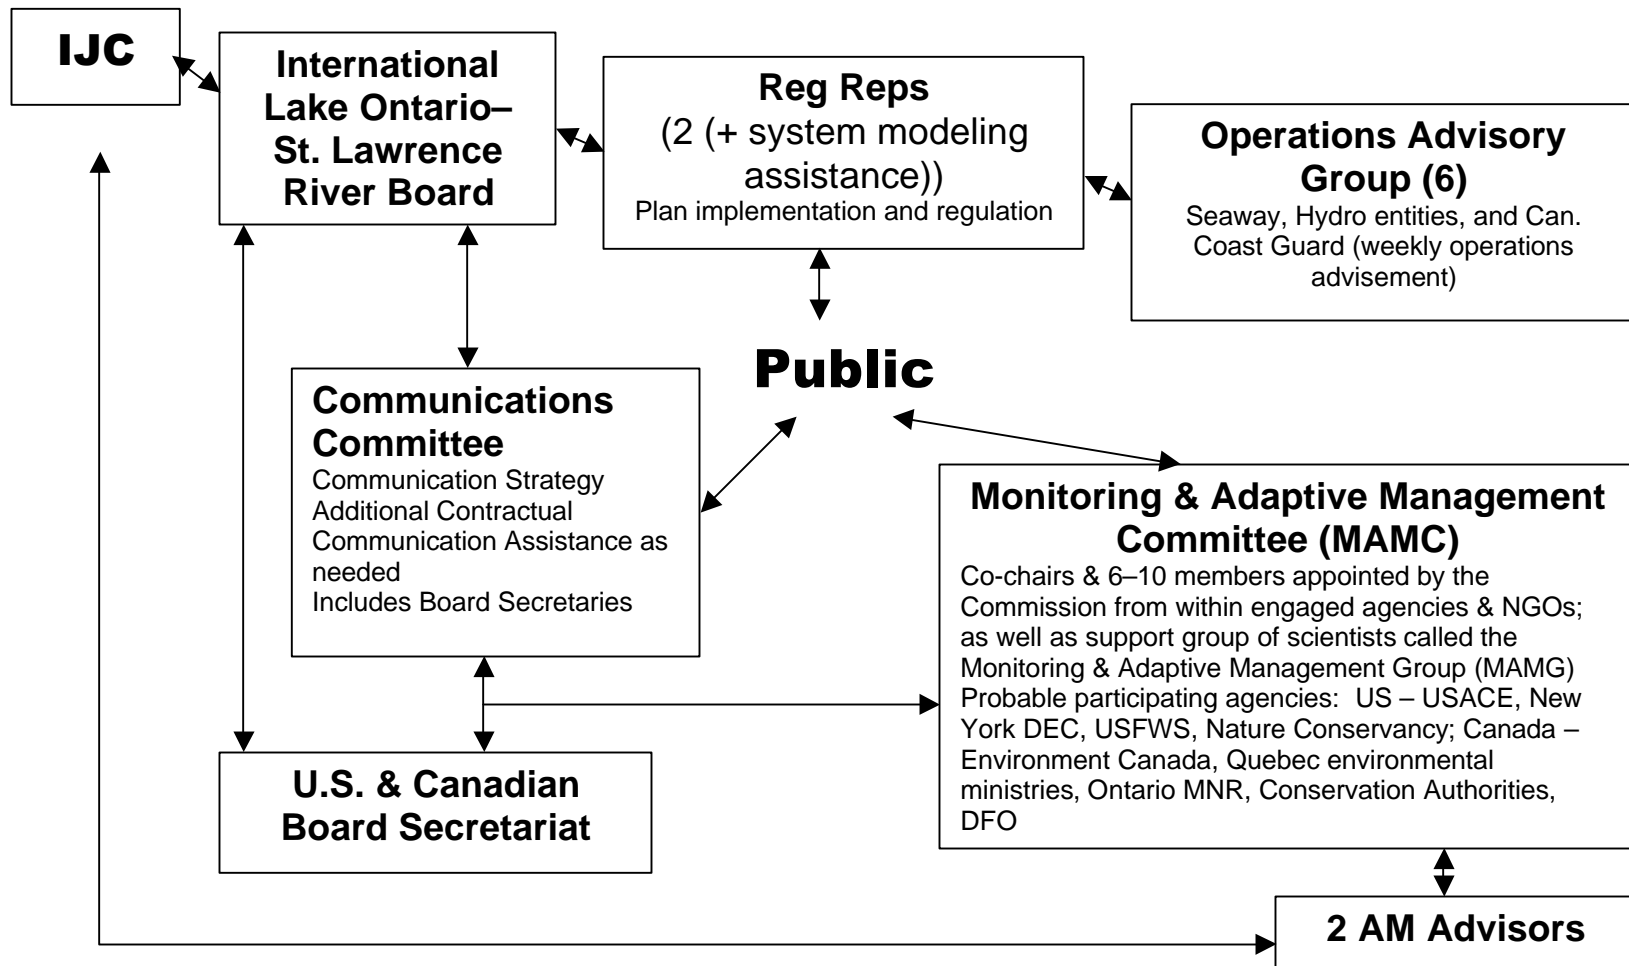 IJC
International
Lake Ontario–
St. Lawrence
River Board
Reg Reps
(2 (+ system modeling
assistance))
Plan implementation and regulation
Operations Advisory
Group (6)
Seaway, Hydro entities, and Can.
Coast Guard (weekly operations
advisement)
Public
Communications
Committee
Communication Strategy
Additional Contractual
Communication Assistance as
needed
Includes Board Secretaries
Monitoring & Adaptive Management
Committee (MAMC)
Co-chairs & 6–10 members appointed by the
Commission from within engaged agencies & NGOs;
as well as support group of scientists called the
Monitoring & Adaptive Management Group (MAMG)
Probable participating agencies:  US – USACE, New
York DEC, USFWS, Nature Conservancy; Canada –
Environment Canada, Quebec environmental
ministries, Ontario MNR, Conservation Authorities,
DFO
U.S. & Canadian
Board Secretariat
2 AM Advisors